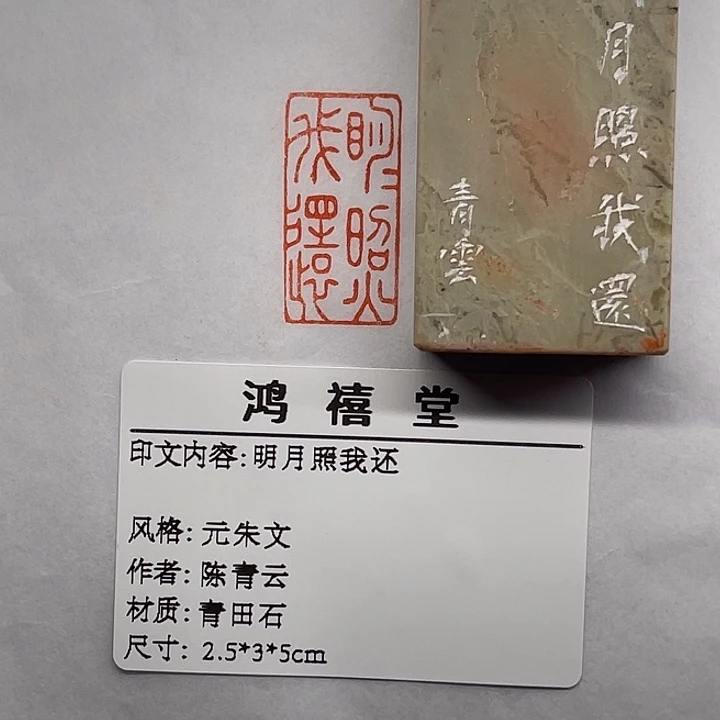 明月照我還
月照我還
青雲
鸿禧堂
印文内容:明月照我还
风格:元朱文
作者:陈青云
材质:青田石
尺寸: 2.5*3*5cm